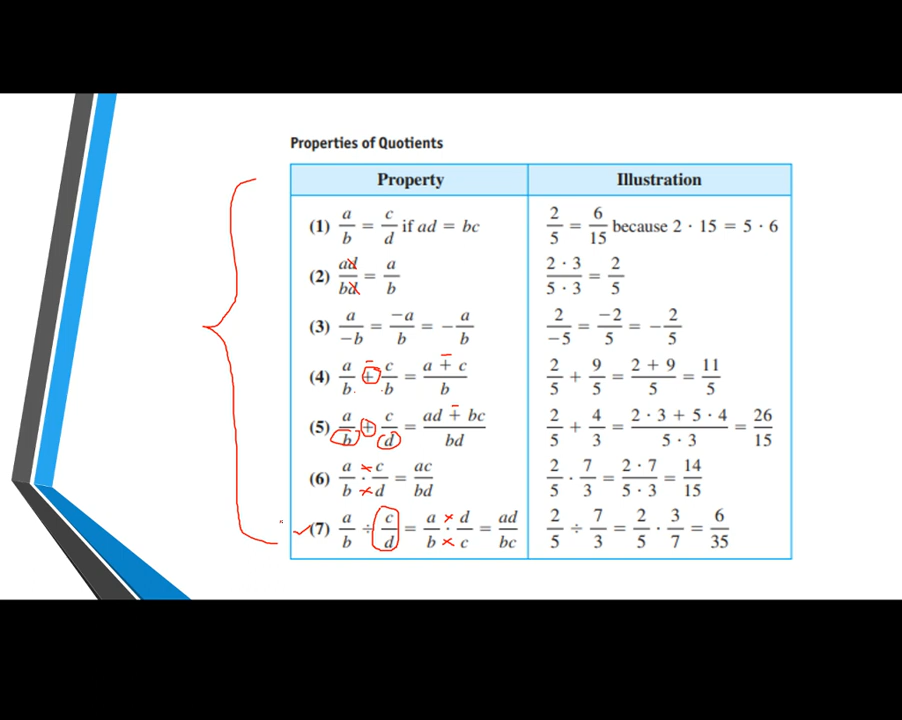 Properties of Quotients
Property Illustration
(1) a/b = c/d if ad = bc 2/5 = 6/15 because 2 · 15 = 5 · 6
(2) ad/bd = a/b 2 · 3/5 · 3 = 2/5
(3) a/−b = −a/b = −a/b 2/−5 = −2/5 = −2/5
(4) a/b + c/b = a + c/b 2/5 + 9/5 = 2 + 9/5 = 11/5
(5) a/b + c/d = ad + bc/bd 2/5 + 4/3 = 2 · 3 + 5 · 4/5 · 3 = 26/15
(6) a/b · c/d = ac/bd 2/5 · 7/3 = 2 · 7/5 · 3 = 14/15
(7) a/b ÷ c/d = a/b · d/c = ad/bc 2/5 ÷ 7/3 = 2/5 · 3/7 = 6/35